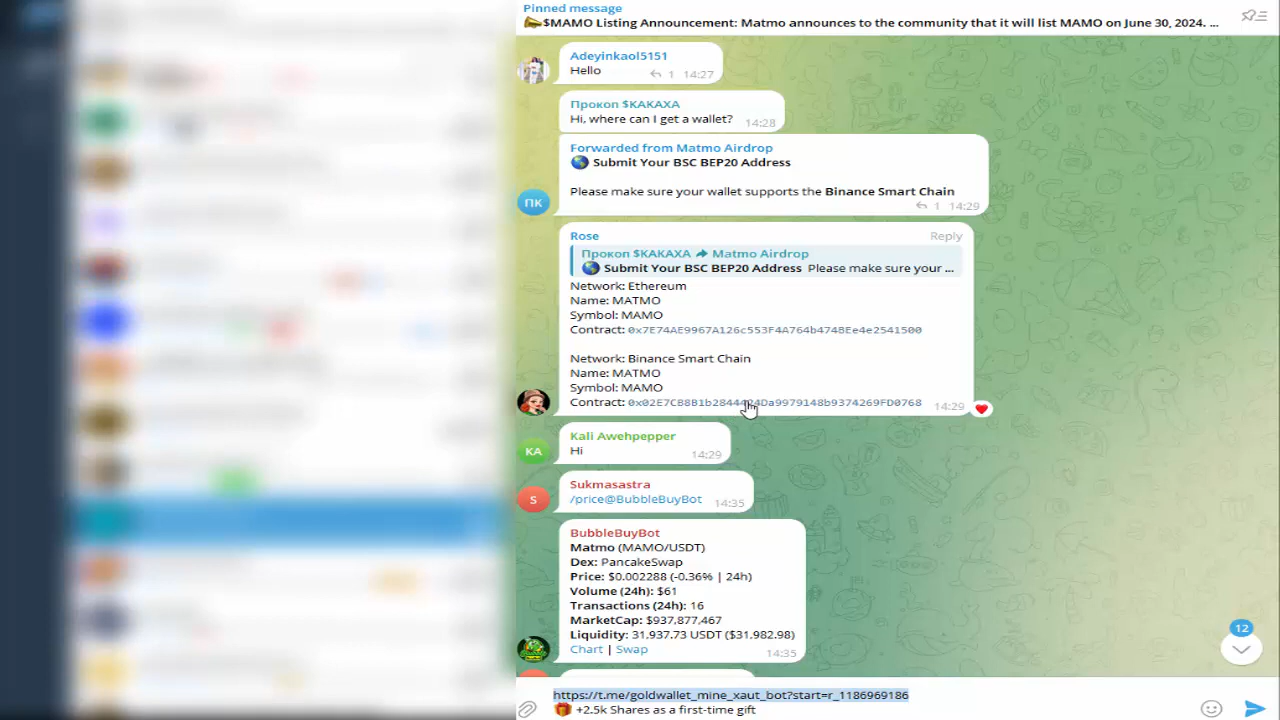 Pinned message
📣$MAMO Listing Announcement: Matmo announces to the community that it will list MAMO on June 30, 2024. ...
Adeyinkaol5151
Hello
1 14:27
Прокоп $KAKAXA
Hi, where can I get a wallet?
14:28
Forwarded from Matmo Airdrop
🌎 Submit Your BSC BEP20 Address
Please make sure your wallet supports the Binance Smart Chain
1 14:29
ПК
Rose Reply
Прокоп $KAKAXA Matmo Airdrop
🌎 Submit Your BSC BEP20 Address Please make sure your ...
Network: Ethereum
Name: MATMO
Symbol: MAMO
Contract: 0x7E74AE9967A126c553F4A764b4748Ee4e2541500
Network: Binance Smart Chain
Name: MATMO
Symbol: MAMO
Contract: 14:29
Kali Awehpepper
Hi
KA
14:29
Sukmasastra
/price@BubbleBuyBot
S
14:35
BubbleBuyBot
Matmo (MAMO/USDT)
Dex: PancakeSwap
Price: $0.002288 (-0.36% | 24h)
Volume (24h): $61
Transactions (24h): 16
MarketCap: $937,877,467
Liquidity: 31,937.73 USDT ($31,982.98)
Chart | Swap
14:35
12
https://t.me/goldwallet_mine_xaut_bot?start=r_1186969186
🎁 +2.5k Shares as a first-time gift